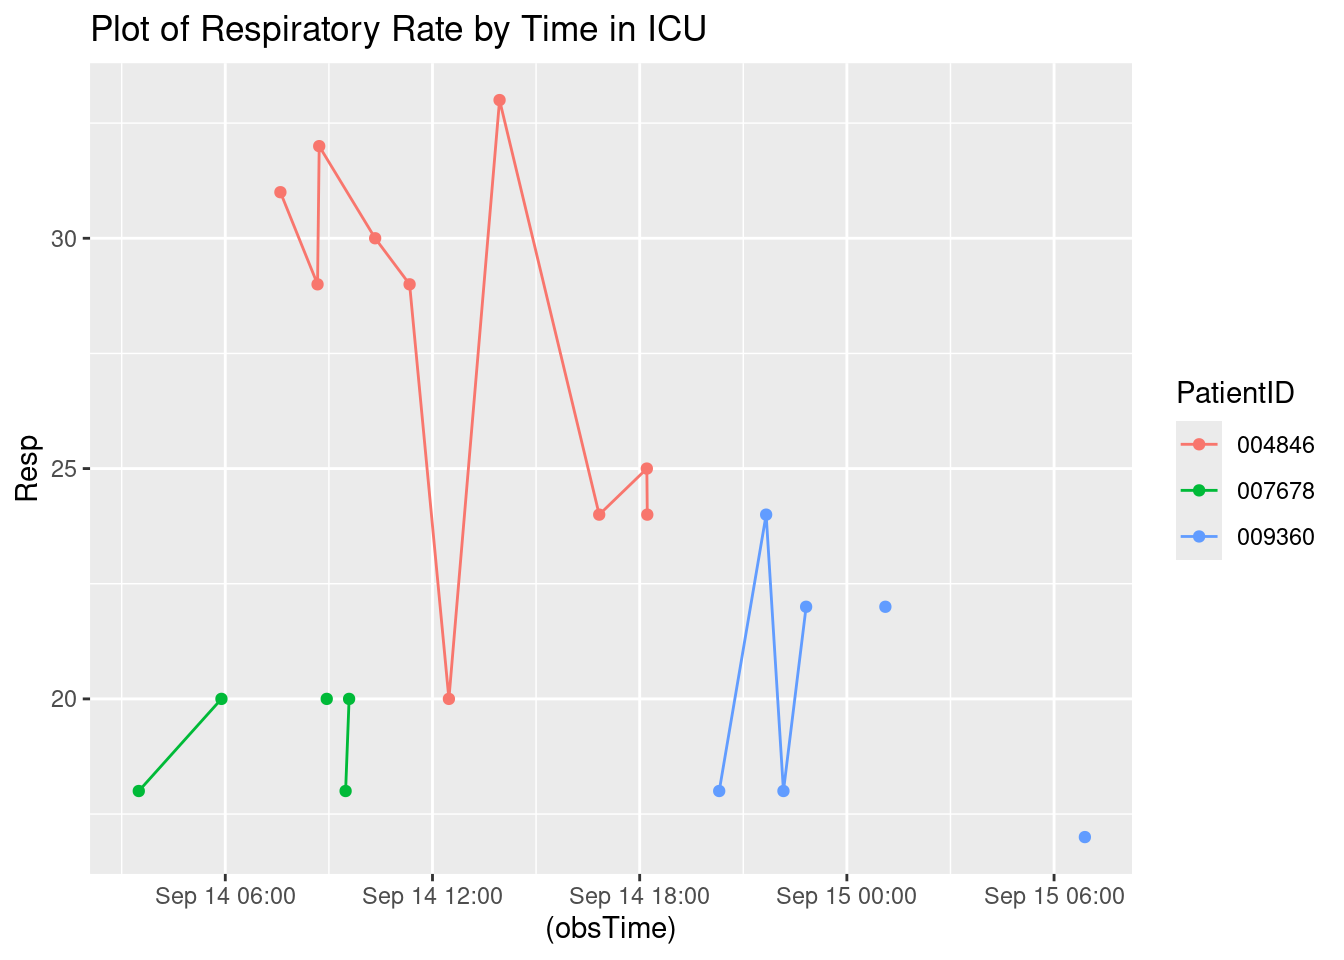 Plot of Respiratory Rate by Time in ICU
Resp
30
25
20
Sep 14 06:00
Sep 14 12:00
Sep 14 18:00
Sep 15 00:00
Sep 15 06:00
(obsTime)
PatientID
004846
007678
009360